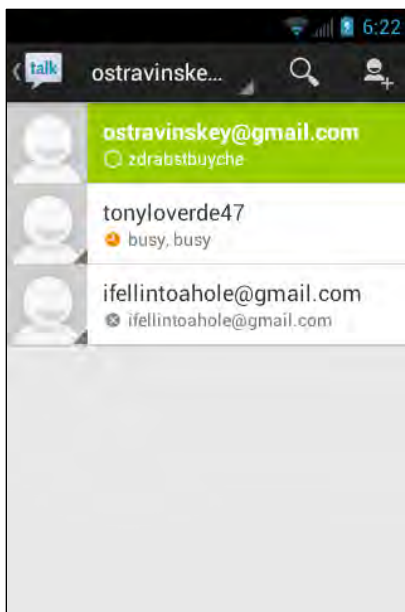 6:22
talk ostravinske...
ostravinskey@gmail.com
zdrabstbuyche
tonyloverde47
busy, busy
ifellintoahole@gmail.com
ifellintoahole@gmail.com